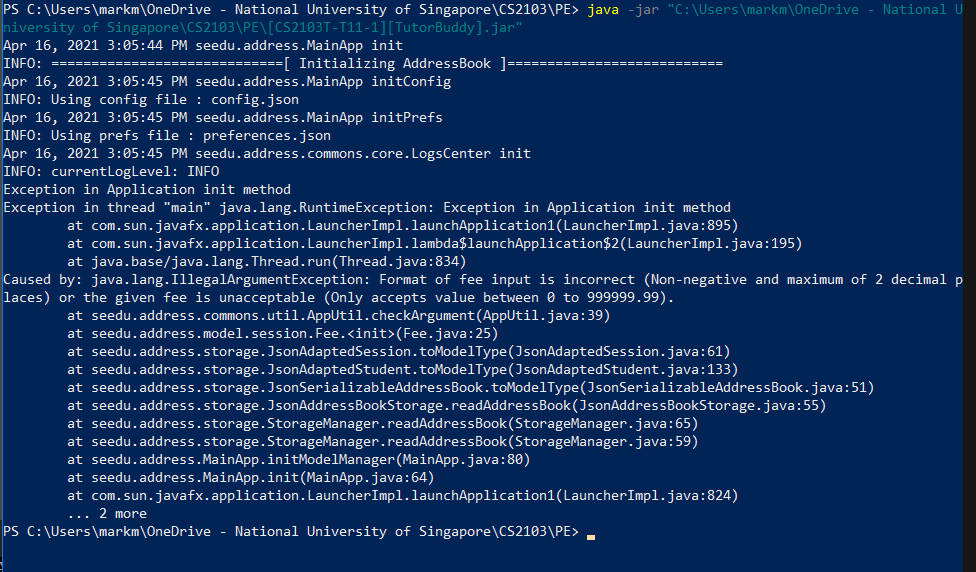 PS C:\Users\markm\OneDrive - National University of Singapore\CS2103\PE> java -jar "C:\Users\markm\OneDrive - National U
niversity of Singapore\CS2103\PE\[CS2103T-T11-1][TutorBuddy].jar"
Apr 16, 2021 3:05:44 PM seedu.address.MainApp init
INFO: =============================[ Initializing AddressBook ]===========================
Apr 16, 2021 3:05:45 PM seedu.address.MainApp initConfig
INFO: Using config file : config.json
Apr 16, 2021 3:05:45 PM seedu.address.MainApp initPrefs
INFO: Using prefs file : preferences.json
Apr 16, 2021 3:05:45 PM seedu.address.commons.core.LogsCenter init
INFO: currentLogLevel: INFO
Exception in Application init method
Exception in thread "main" java.lang.RuntimeException: Exception in Application init method
        at com.sun.javafx.application.LauncherImpl.launchApplication1(LauncherImpl.java:895)
        at com.sun.javafx.application.LauncherImpl.lambda$launchApplication$2(LauncherImpl.java:195)
        at java.base/java.lang.Thread.run(Thread.java:834)
Caused by: java.lang.IllegalArgumentException: Format of fee input is incorrect (Non-negative and maximum of 2 decimal p
laces) or the given fee is unacceptable (Only accepts value between 0 to 999999.99).
        at seedu.address.commons.util.AppUtil.checkArgument(AppUtil.java:39)
        at seedu.address.model.session.Fee.<init>(Fee.java:25)
        at seedu.address.storage.JsonAdaptedSession.toModelType(JsonAdaptedSession.java:61)
        at seedu.address.storage.JsonAdaptedStudent.toModelType(JsonAdaptedStudent.java:133)
        at seedu.address.storage.JsonSerializableAddressBook.toModelType(JsonSerializableAddressBook.java:51)
        at seedu.address.storage.JsonAddressBookStorage.readAddressBook(JsonAddressBookStorage.java:55)
        at seedu.address.storage.StorageManager.readAddressBook(StorageManager.java:65)
        at seedu.address.storage.StorageManager.readAddressBook(StorageManager.java:59)
        at seedu.address.MainApp.initModelManager(MainApp.java:80)
        at seedu.address.MainApp.init(MainApp.java:64)
        at com.sun.javafx.application.LauncherImpl.launchApplication1(LauncherImpl.java:824)
        ... 2 more
PS C:\Users\markm\OneDrive - National University of Singapore\CS2103\PE>